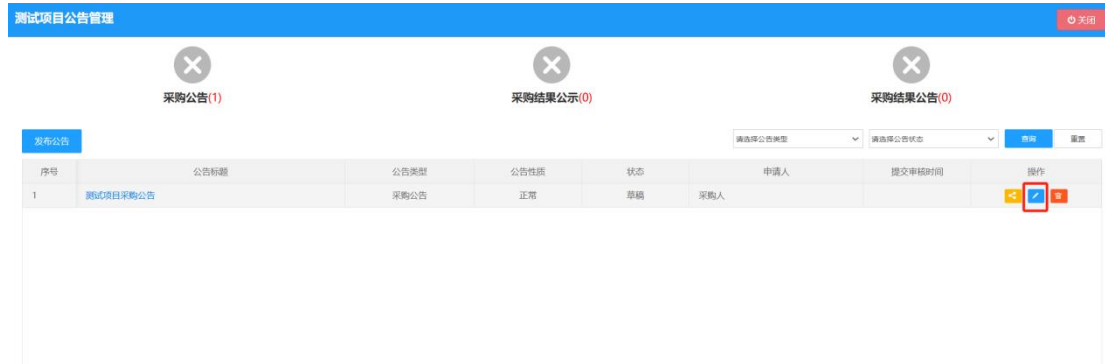 测试项目公告管理
关闭
采购公告(1)
采购结果公示(0)
采购结果公告(0)
发布公告
请选择公告类型
请选择公告状态
查询
重置
序号 公告标题 公告类型 公告性质 状态 申请人 提交审核时间 操作
1 测试项目采购公告 采购公告 正常 草稿 采购人